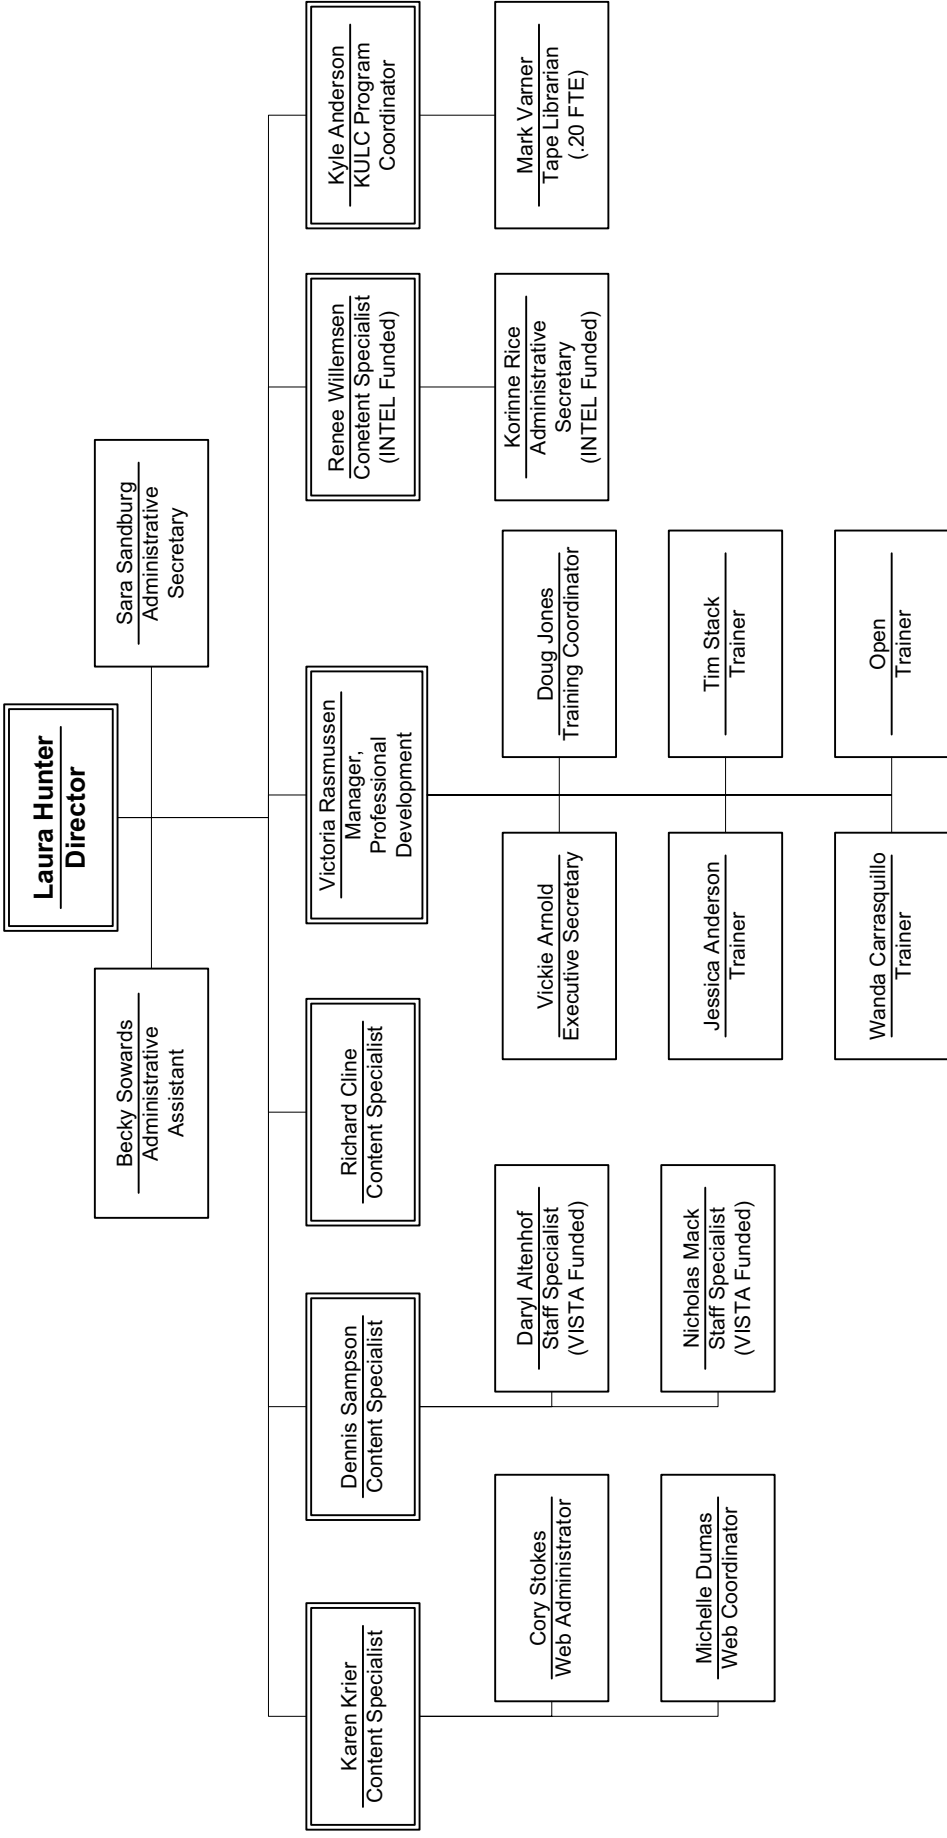 Laura Hunter
Director
Becky Sowards
Administrative
Assistant
Sara Sandburg
Administrative
Secretary
Karen Krier
Content Specialist
Dennis Sampson
Content Specialist
Richard Cline
Content Specialist
Victoria Rasmussen
Manager,
Professional
Development
Renee Willemsen
Conetent Specialist
(INTEL Funded)
Kyle Anderson
KULC Program
Coordinator
Cory Stokes
Web Administrator
Michelle Dumas
Web Coordinator
Daryl Altenhof
Staff Specialist
(VISTA Funded)
Nicholas Mack
Staff Specialist
(VISTA Funded)
Vickie Arnold
Executive Secretary
Doug Jones
Training Coordinator
Jessica Anderson
Trainer
Tim Stack
Trainer
Wanda Carrasquillo
Trainer
Open
Trainer
Korinne Rice
Administrative
Secretary
(INTEL Funded)
Mark Varner
Tape Librarian
(.20 FTE)